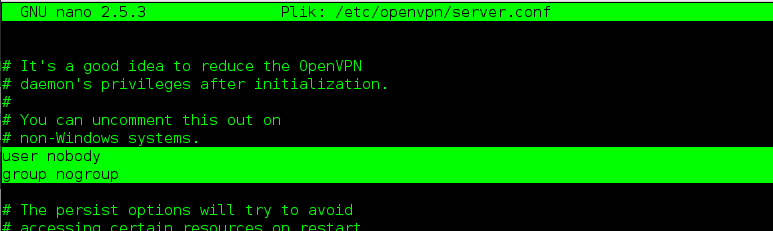 GNU nano 2.5.3 Plik: /etc/openvpn/server.conf
# It's a good idea to reduce the OpenVPN
# daemon's privileges after initialization.
#
# You can uncomment this out on
# non-Windows systems.
user nobody
group nogroup
# The persist options will try to avoid
# accessing certain resources on restart